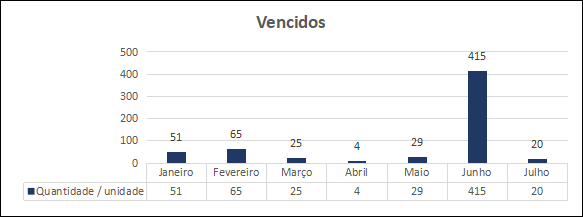 Vencidos
500
400
300
200
100
0
51 65 25 4 29 415 20
Janeiro Fevereiro Março Abril Maio Junho Julho
Quantidade / unidade 51 65 25 4 29 415 20